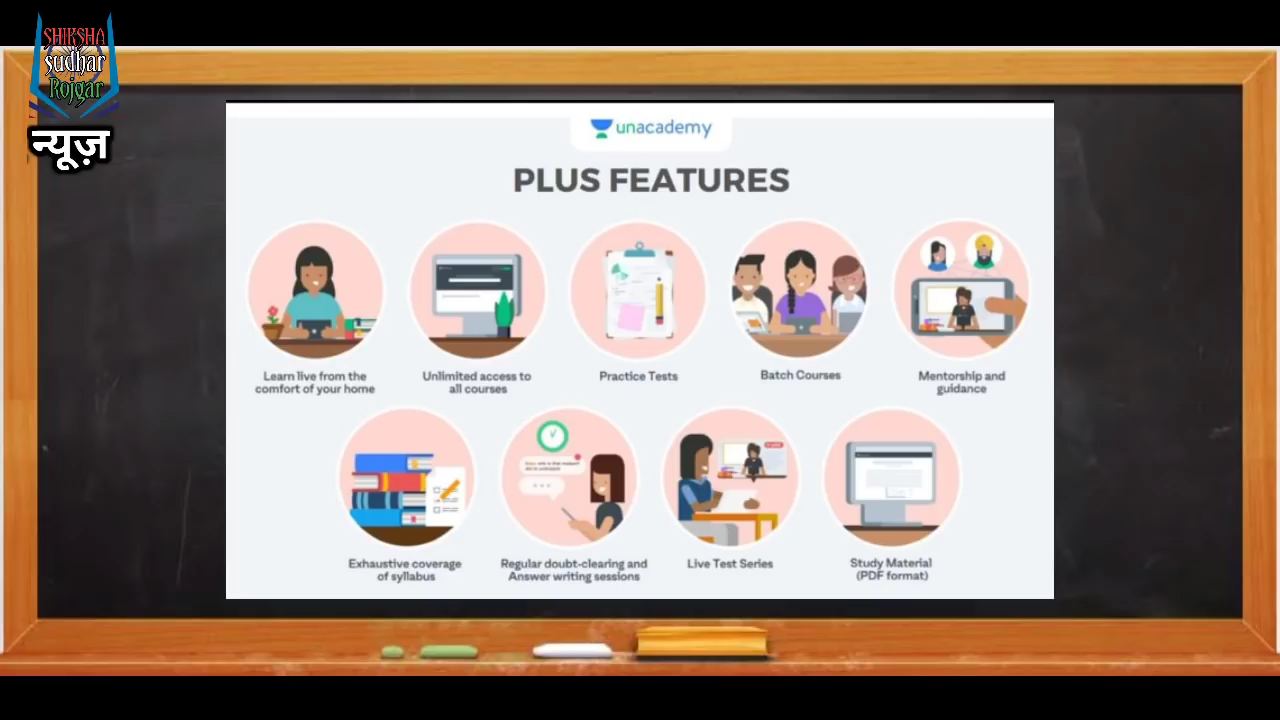 SHIKSHA
sudhar
Rojgar
न्यूज़
unacademy
PLUS FEATURES
Learn live from the
comfort of your home
Unlimited access to
all courses
Practice Tests
Batch Courses
Mentorship and
guidance
Exhaustive coverage
of syllabus
Regular doubt-clearing and
Answer writing sessions
Live Test Series
Study Material
(PDF format)